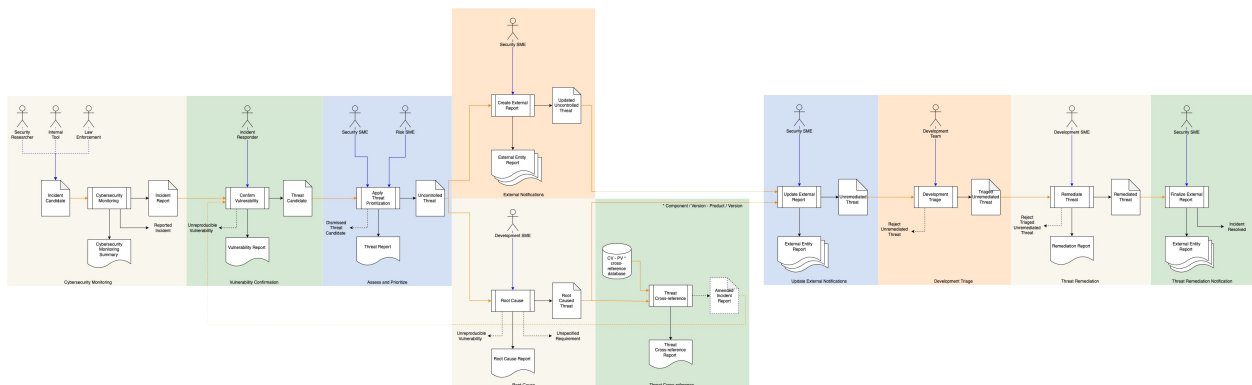 Security
Researcher
Internal
Tool
Law
Enforcement
Incident
Candidate
Cybersecurity
Monitoring
Incident
Report
Reported
Incident
Cybersecurity
Monitoring
Summary
Cybersecurity Monitoring
Incident
Responder
Confirm
Vulnerability
Threat
Candidate
Unreproducible
Vulnerability
Vulnerability Report
Vulnerability Confirmation
Security SME
Risk SME
Apply
Threat
Prioritization
Uncontrolled
Threat
Dismissed
Threat
Candidate
Threat Report
Assess and Prioritize
Security SME
Create External
Report
Updated
Uncontrolled
Threat
External Entity
Report
External Notifications
Development SME
Root Cause
Root
Caused
Threat
Unreproducible
Vulnerability
Unspecified
Requirement
Root Cause Report
Root Cause
* Component / Version - Product / Version
CV - PV *
cross-
reference
database
Threat
Cross-reference
Amended
Incident
Report
Threat
Cross-reference
Report
Threat Cross-reference
Security SME
Update External
Report
Unremediated
Threat
External Entity
Report
Update External Notifications
Development
Team
Development
Triage
Triaged
Unremediated
Threat
Reject
Unremediated
Threat
Development Triage
Development SME
Remediate
Threat
Remediated
Threat
Reject
Triaged
Unremediated
Threat
Remediation Report
Threat Remediation
Security SME
Finalize External
Report
Incident
Resolved
External Entity
Report
Threat Remediation Notification